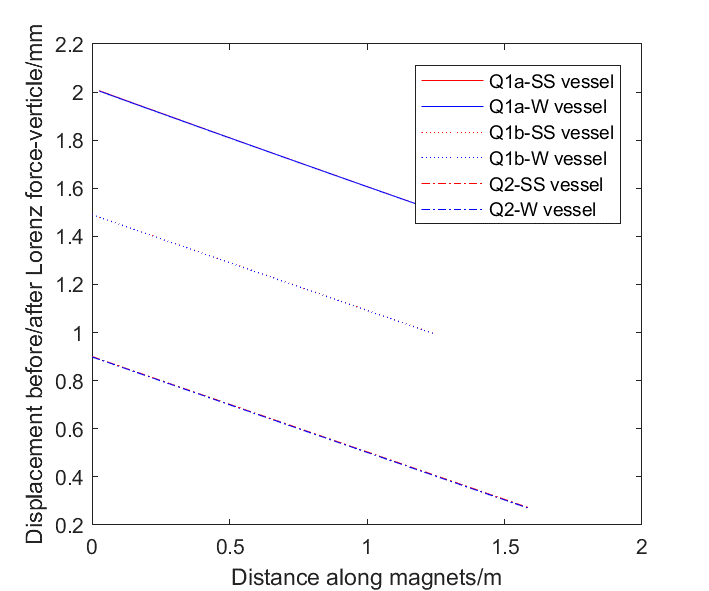 Displacement before/after Lorenz force-verticle/mm
2.2
2
1.8
1.6
1.4
1.2
1
0.8
0.6
0.4
0.2
Q1a-SS vessel
Q1a-W vessel
Q1b-SS vessel
Q1b-W vessel
Q2-SS vessel
Q2-W vessel
0
0.5
1
1.5
2
Distance along magnets/m